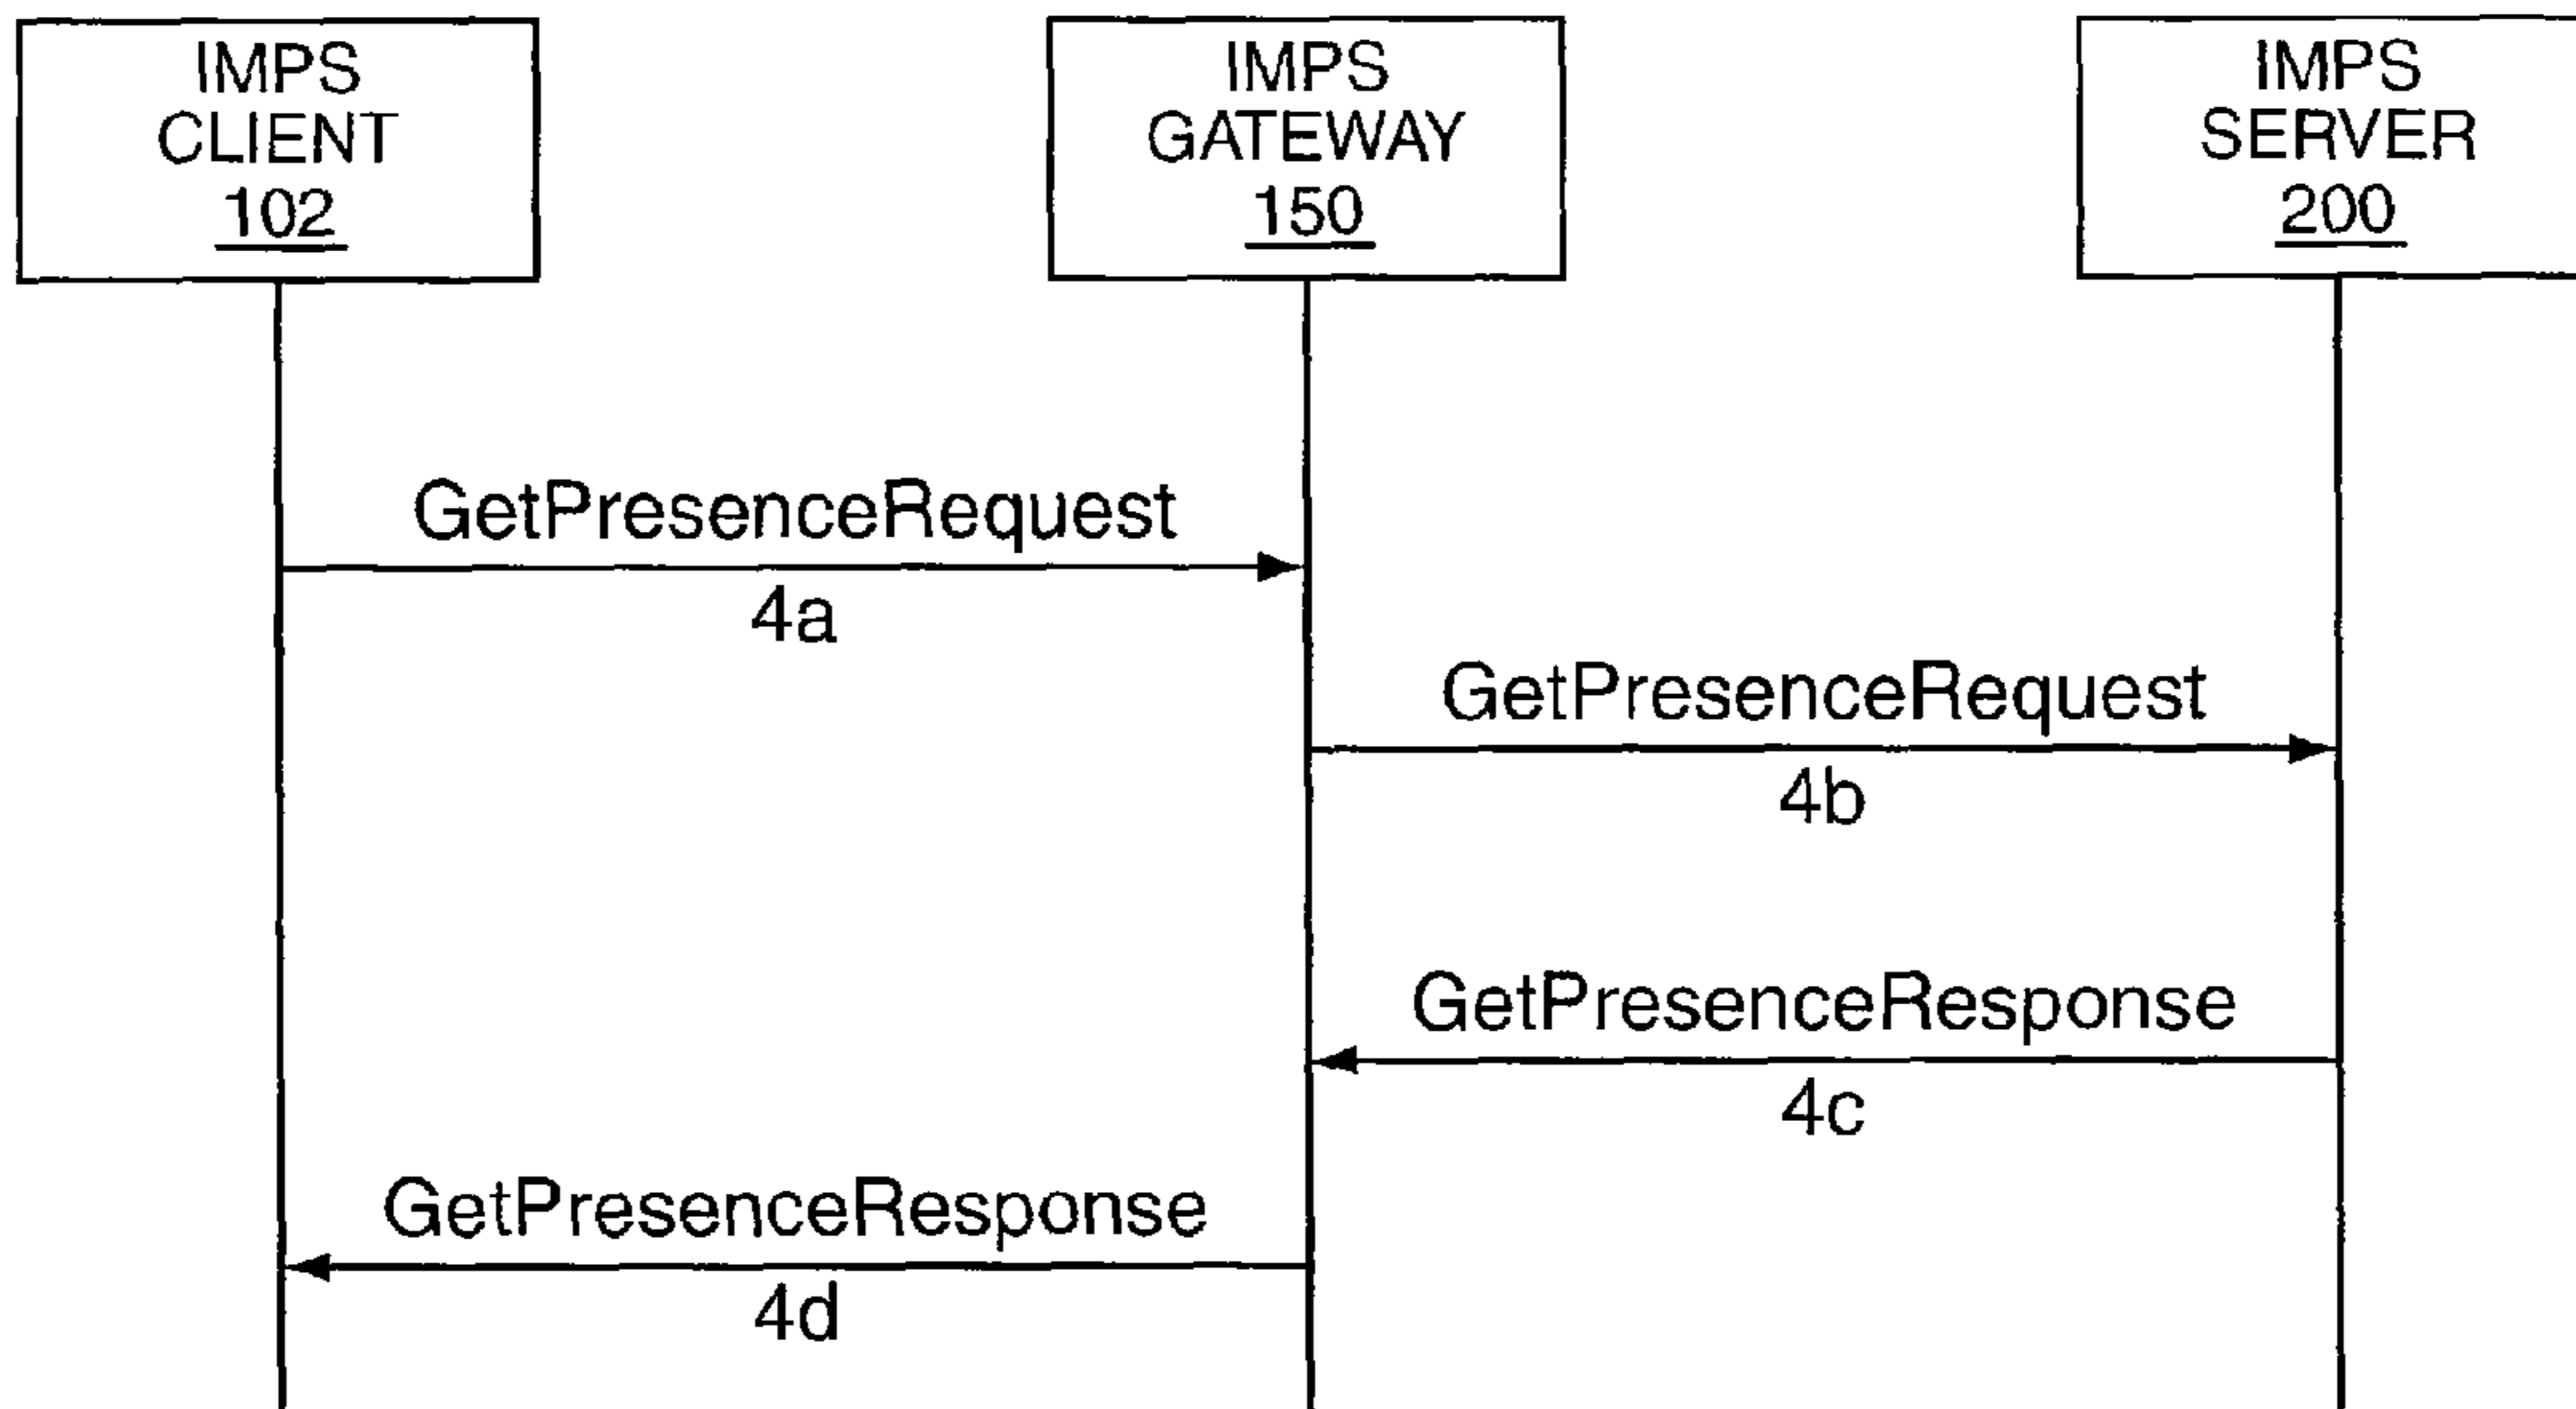 IMPS
CLIENT
102
IMPS
GATEWAY
150
IMPS
SERVER
200
GetPresenceRequest
4a
GetPresenceRequest
4b
GetPresenceResponse
4c
GetPresenceResponse
4d